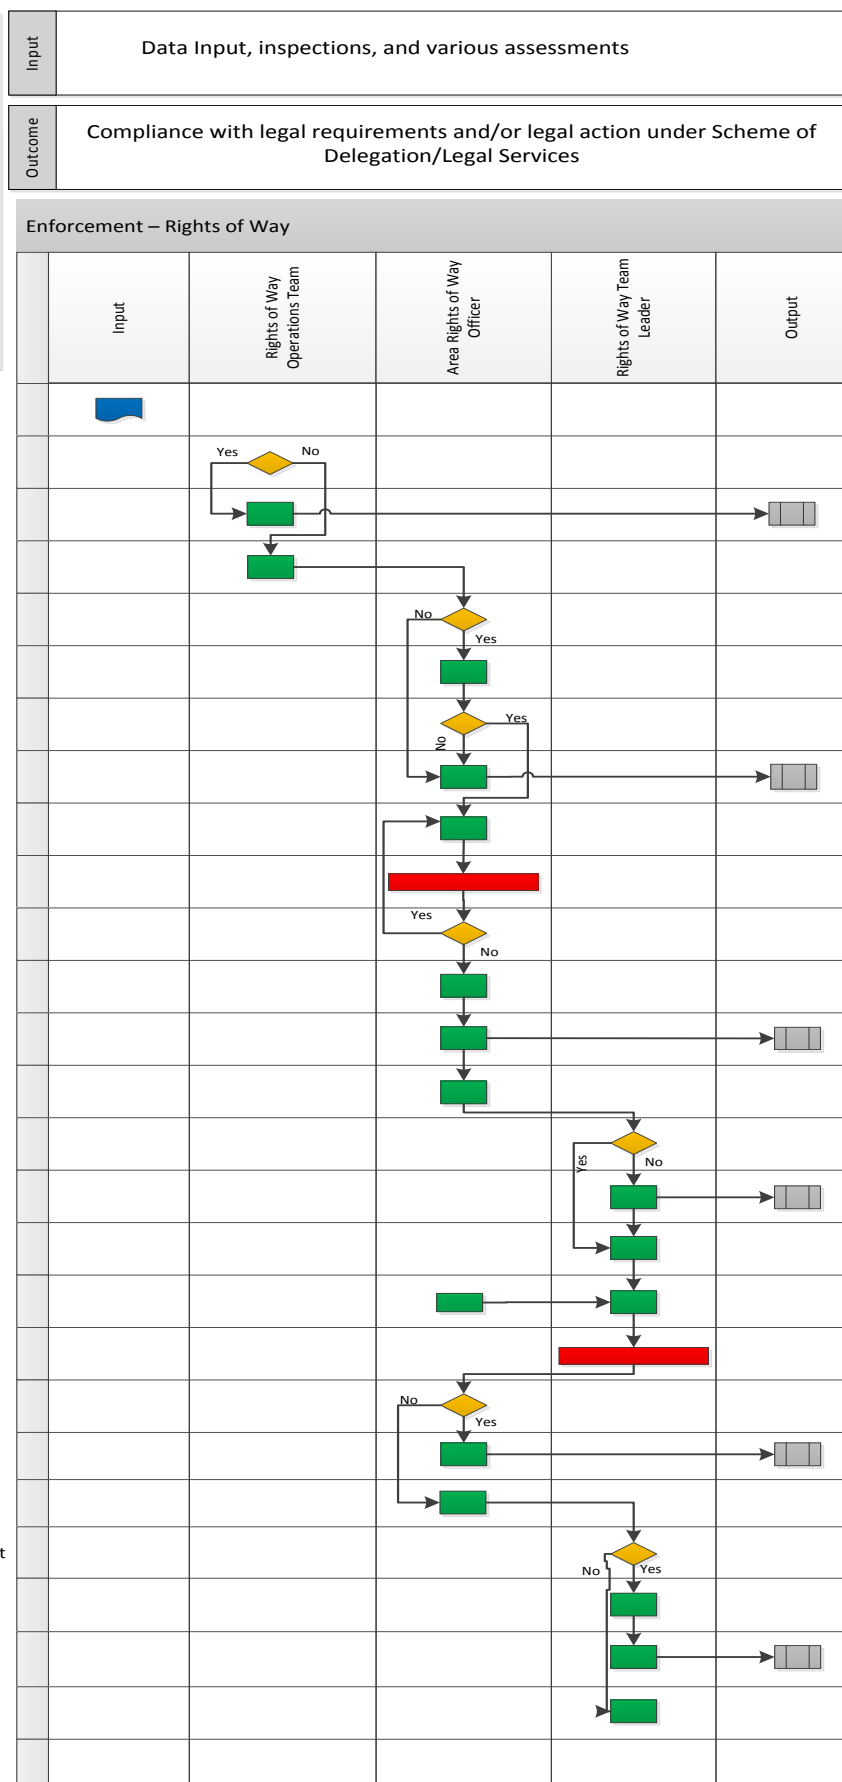 Input
Data Input, inspections, and various assessments
Outcome
Compliance with legal requirements and/or legal action under Scheme of
Delegation/Legal Services
Enforcement – Rights of Way
Input
Rights of Way
Operations Team
Area Rights of Way
Officer
Rights of Way Team
Leader
Output
Yes
No
No
Yes
Yes
No
Yes
No
Yes
No
No
Yes
t
No
Yes